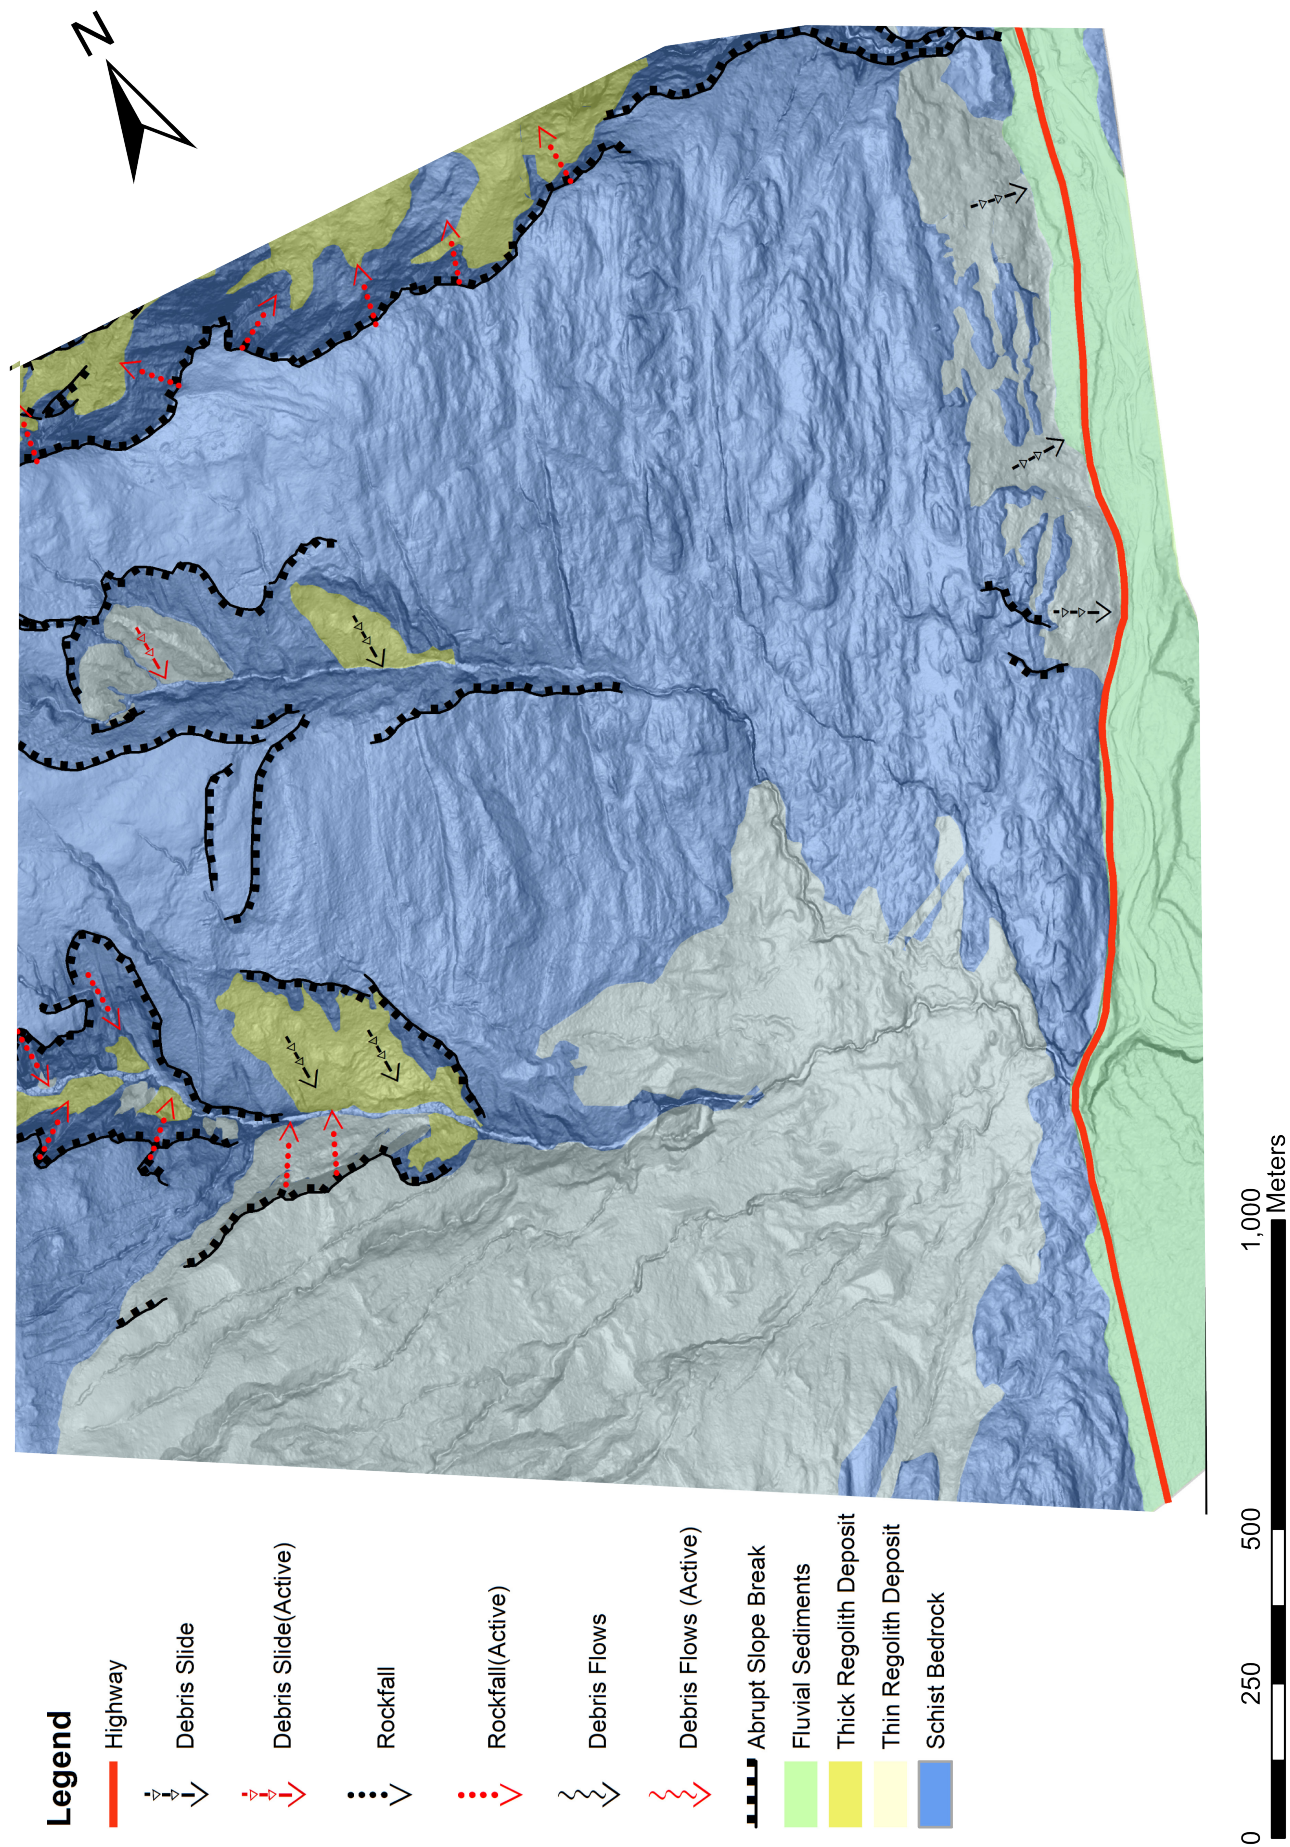 N
Legend
Highway
Debris Slide
Debris Slide(Active)
Rockfall
Rockfall(Active)
Debris Flows
Debris Flows (Active)
Abrupt Slope Break
Fluvial Sediments
Thick Regolith Deposit
Thin Regolith Deposit
Schist Bedrock
0 250 500 1,000
Meters